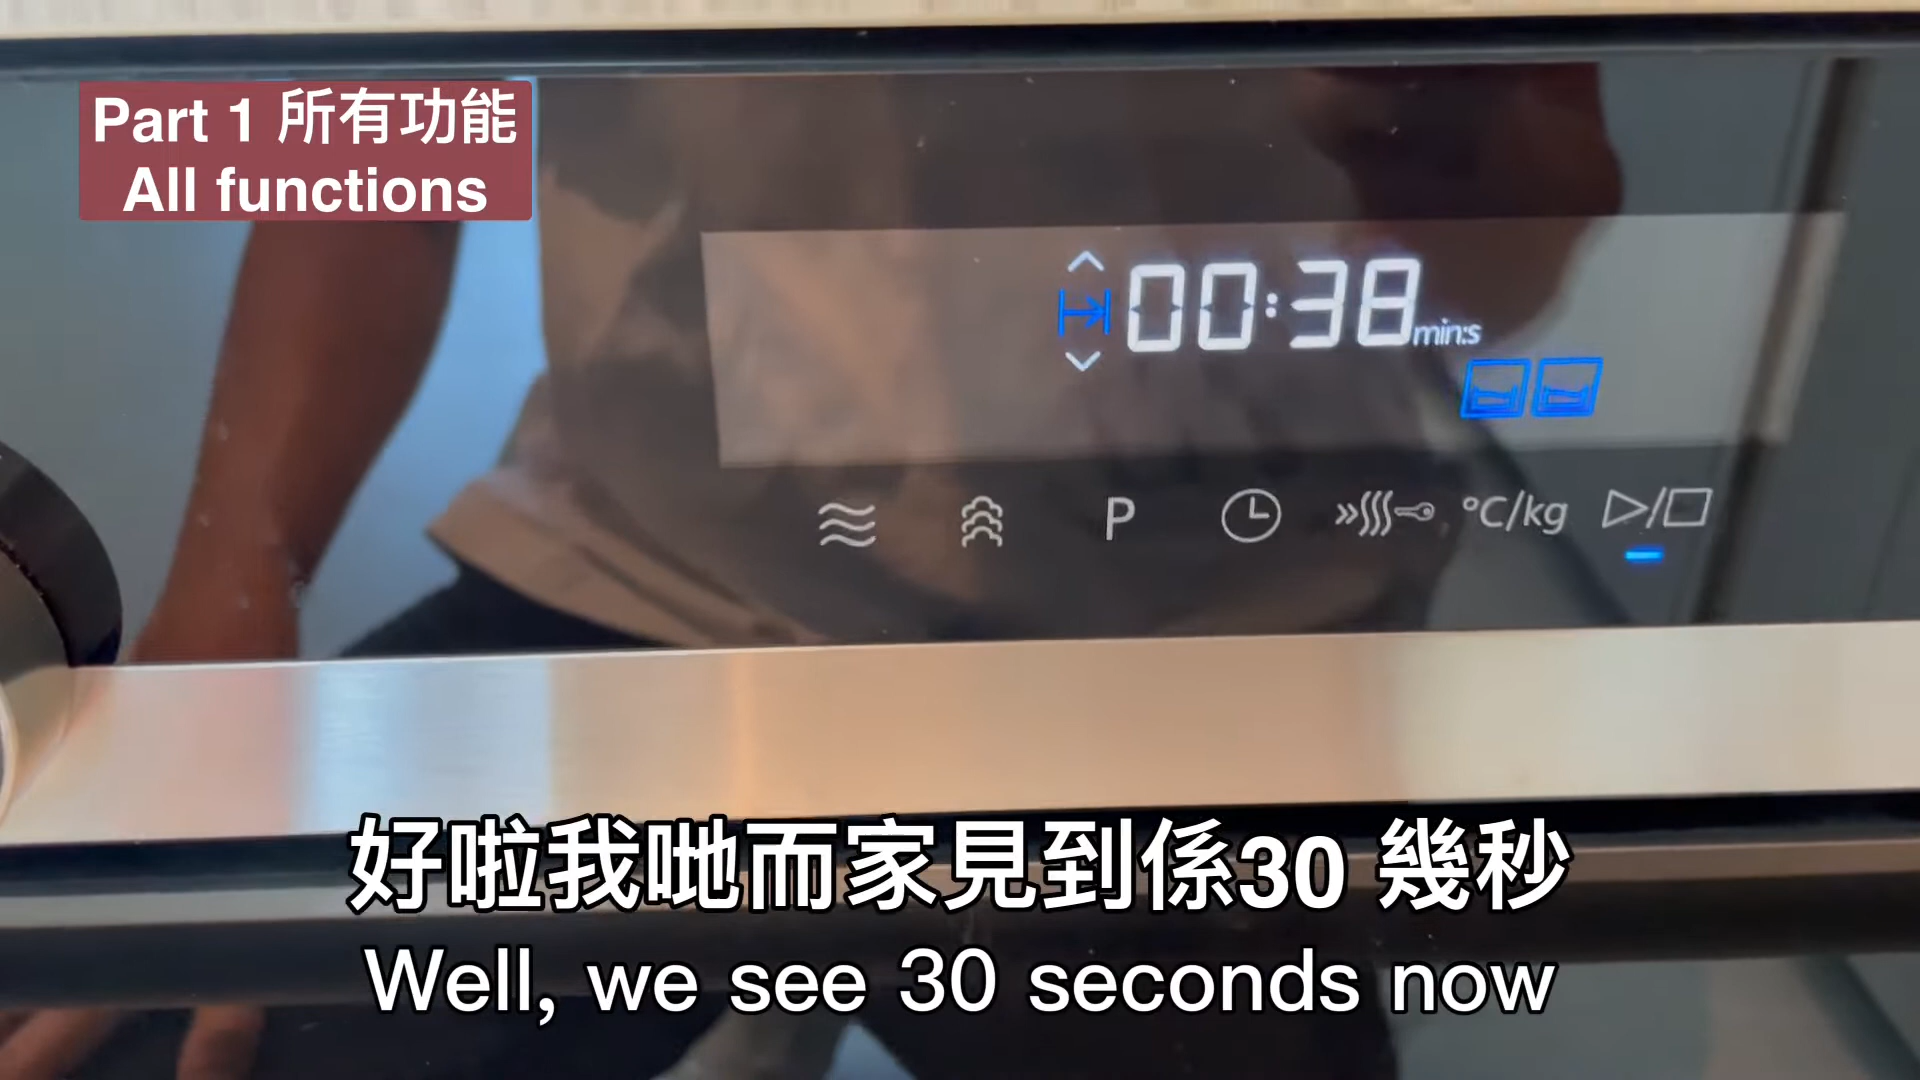 Part 1 所有功能
All functions
00:38 min:s
P
°C/kg
好啦我哋而家見到係30 幾秒
Well, we see 30 seconds now